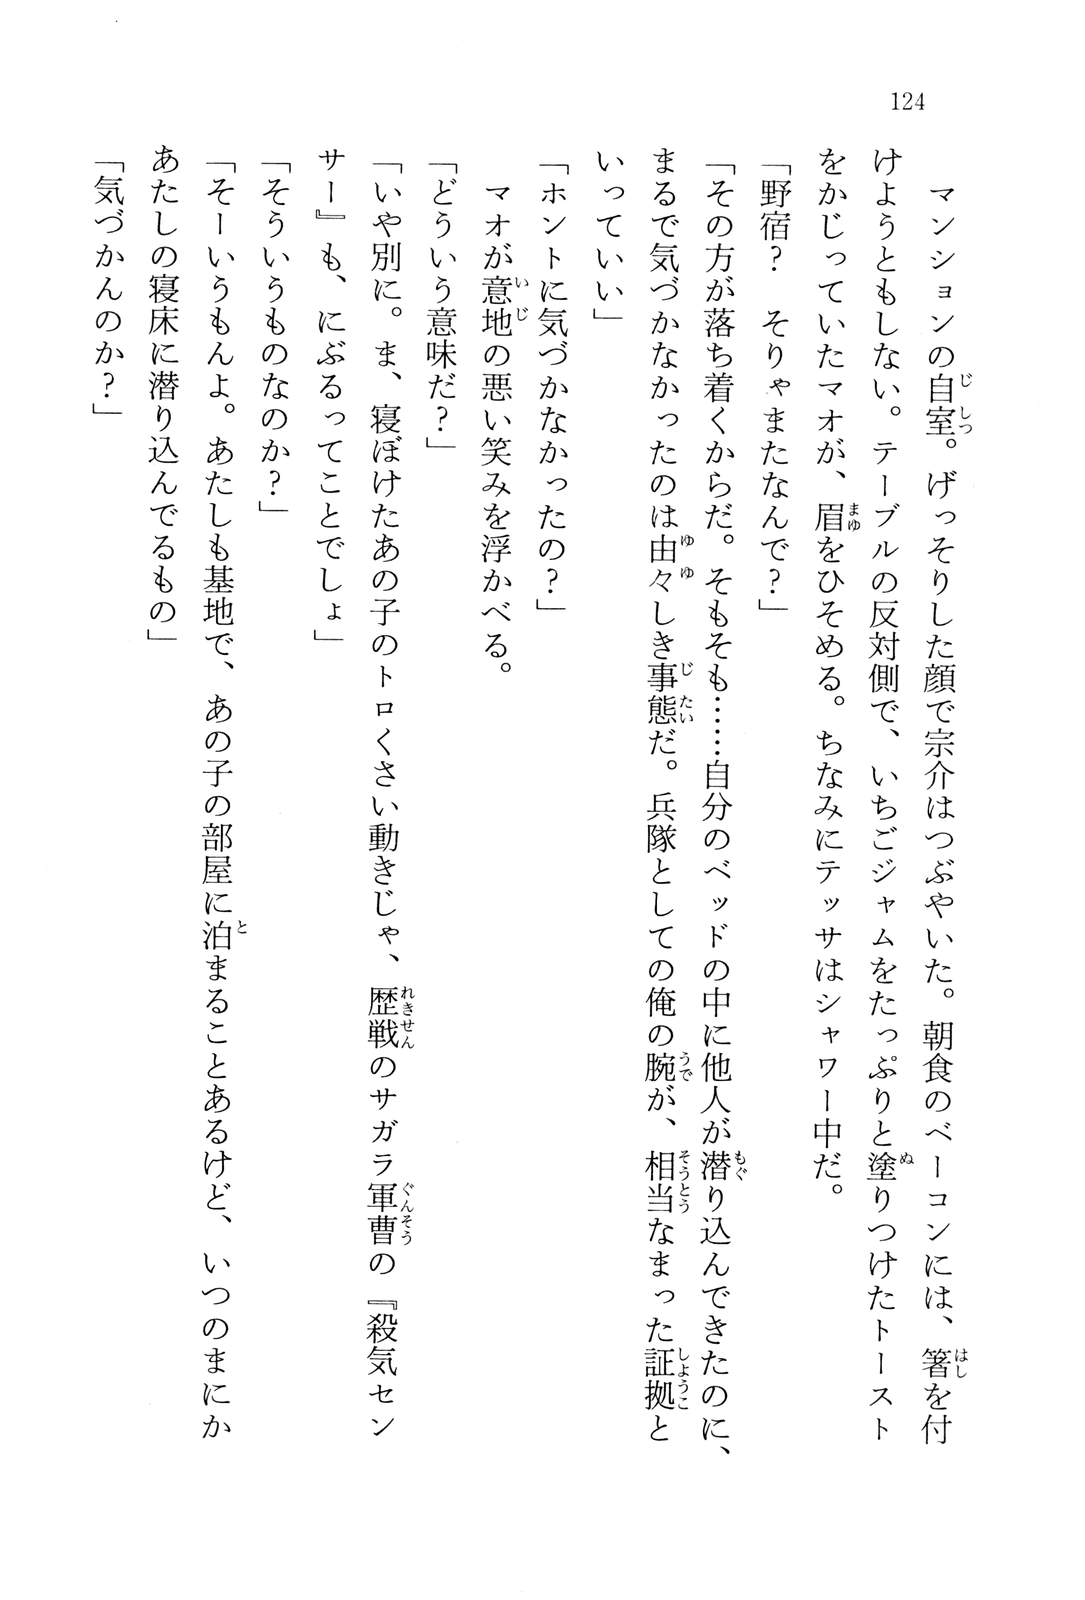 124
　マンションの自室。げっそりした顔で宗介はつぶやいた。朝食のベーコンには、箸を付
けようともしない。テーブルの反対側で、いちごジャムをたっぷりと塗りつけたトースト
をかじっていたマオが、眉をひそめる。ちなみにテッサはシャワー中だ。
「野宿？　そりゃまたなんで？」
「その方が落ち着くからだ。そもそも……自分のベッドの中に他人が潜り込んできたのに、
まるで気づかなかったのは由々しき事態だ。兵隊としての俺の腕が、相当なまった証拠と
いっていい」
「ホントに気づかなかったの？」
　マオが意地の悪い笑みを浮かべる。
「どういう意味だ？」
「いや別に。ま、寝ぼけたあの子のトロくさい動きじゃ、歴戦のサガラ軍曹の『殺気セン
サー』も、にぶるってことでしょ」
「そういうものなのか？」
「そーいうもんよ。あたしも基地で、あの子の部屋に泊まることあるけど、いつのまにか
あたしの寝床に潜り込んでるもの」
「気づかんのか？」